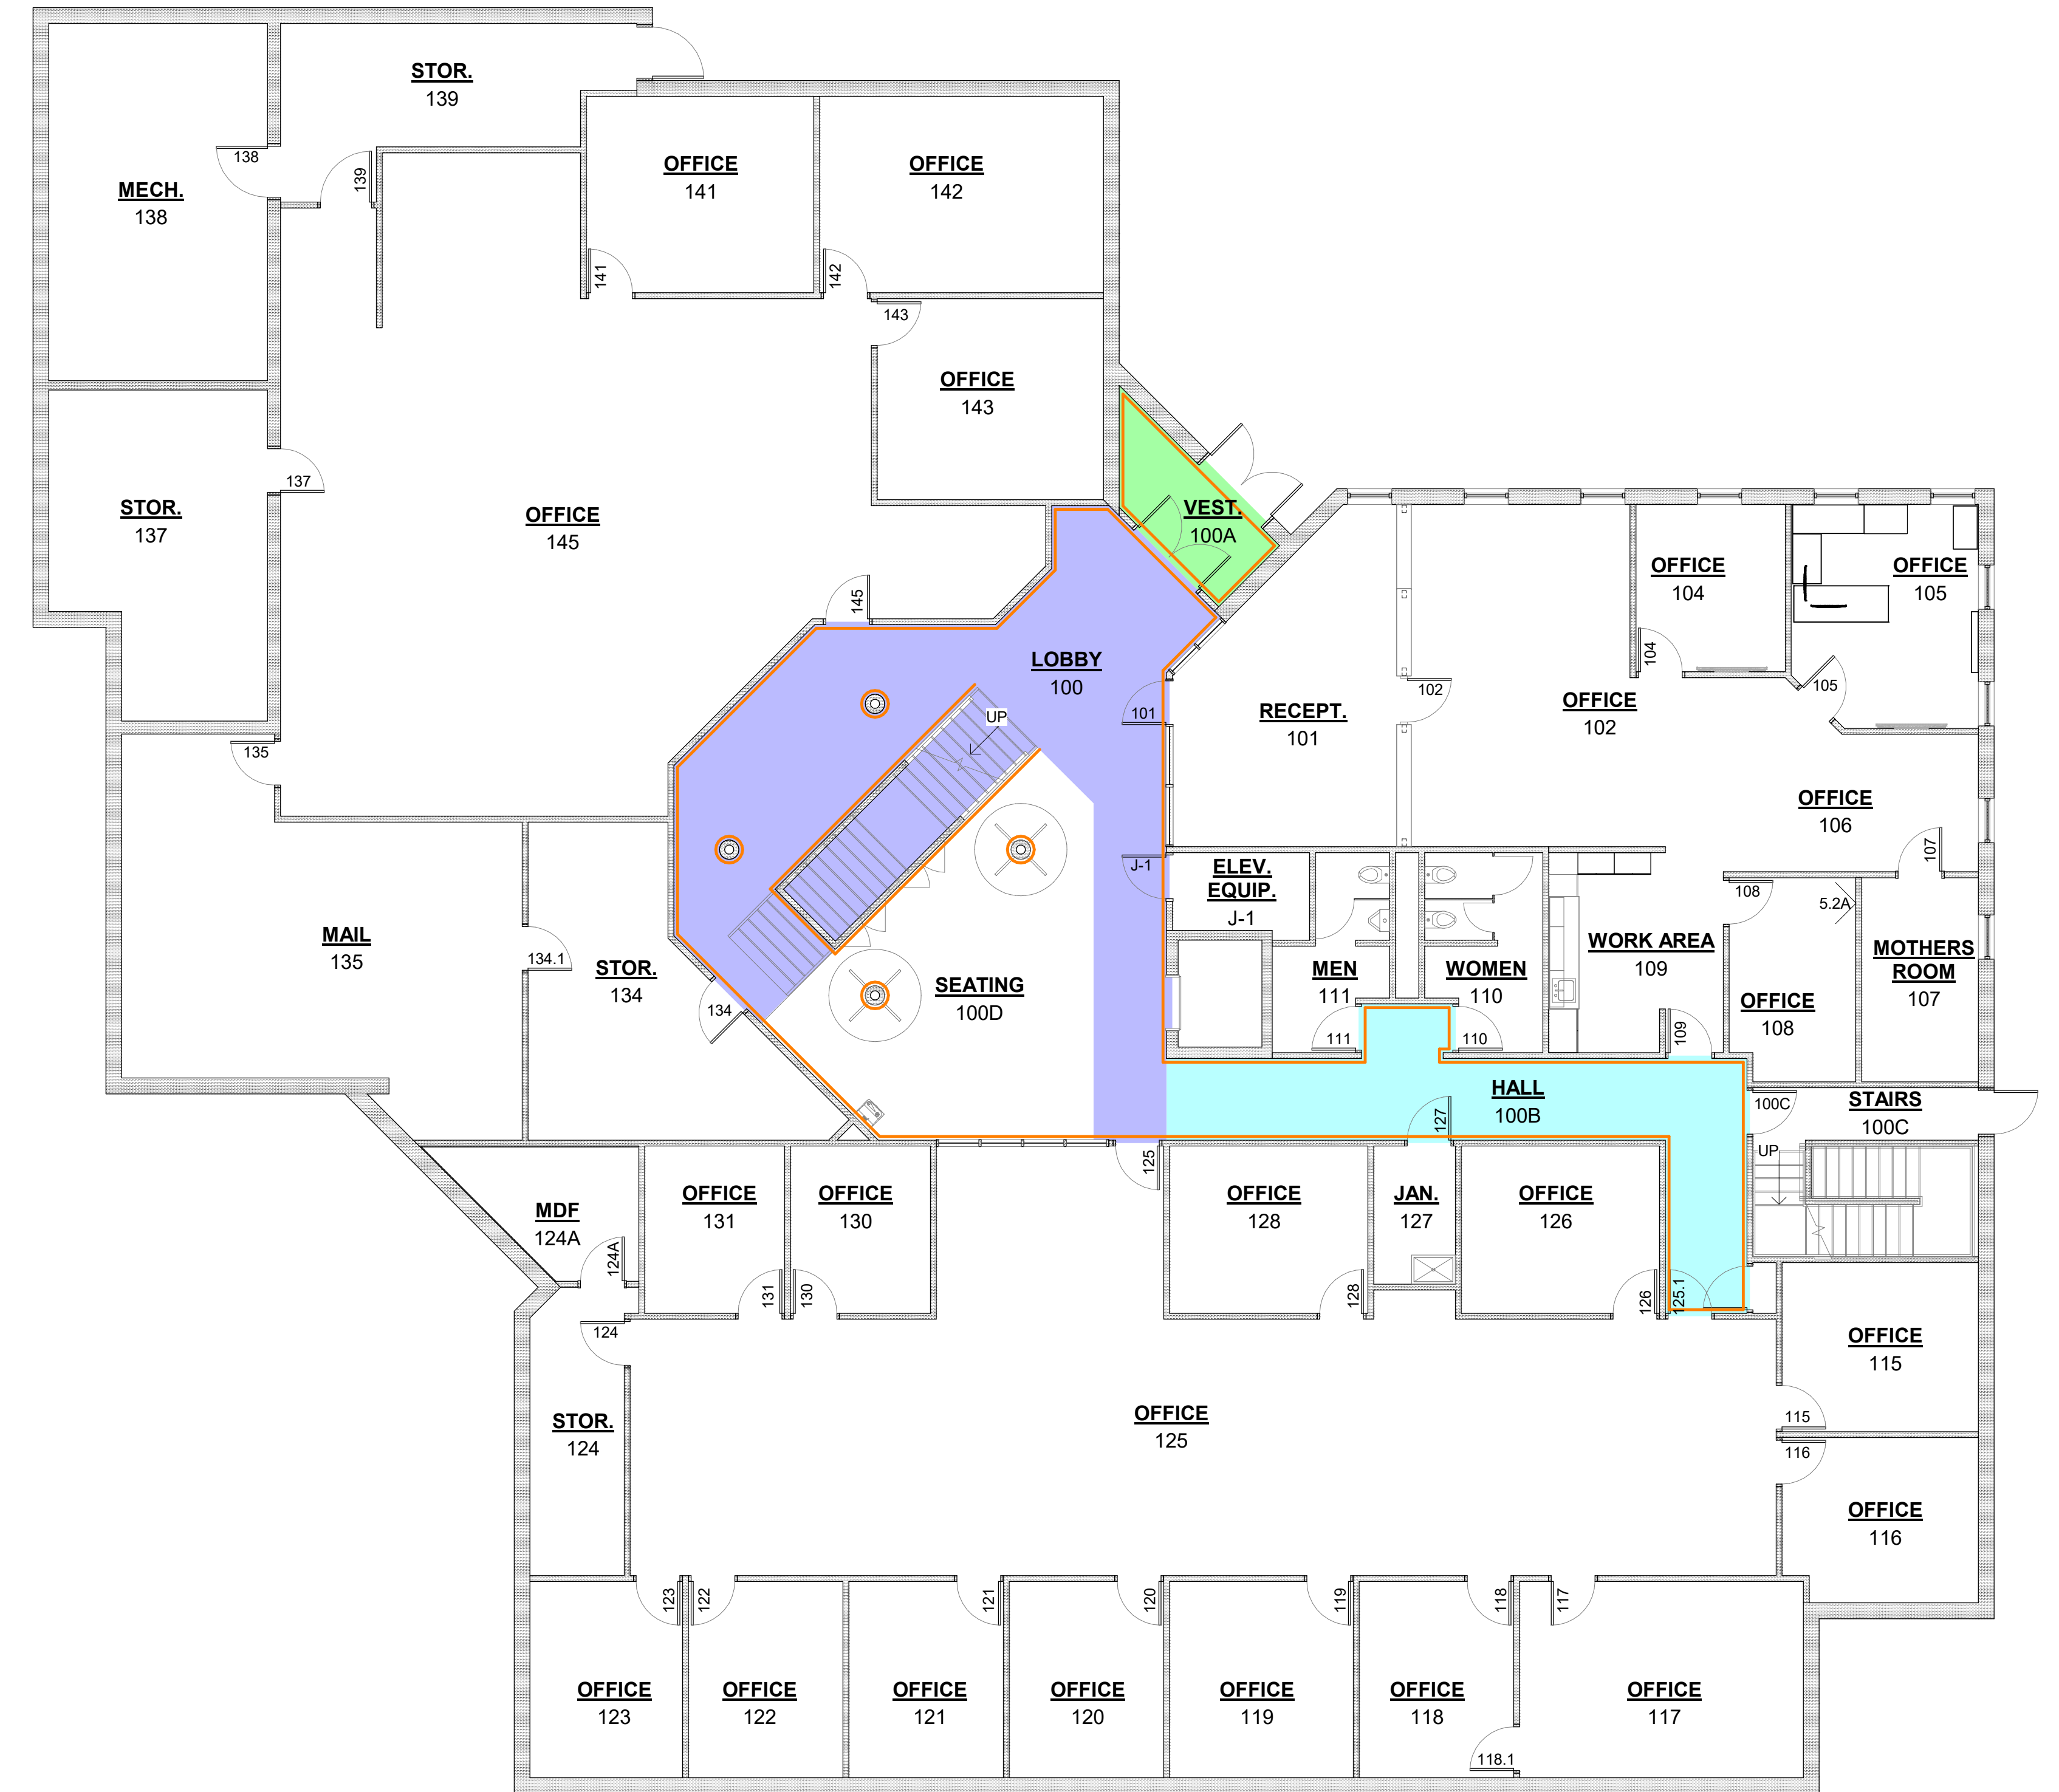 STOR.
139
138
139
MECH.
138
OFFICE
141
OFFICE
142
141
142
143
OFFICE
143
137
STOR.
137
OFFICE
145
VEST.
100A
145
OFFICE
104
OFFICE
105
104
105
LOBBY
100
UP
101
102
RECEPT.
101
OFFICE
102
135
OFFICE
106
107
J-1
ELEV.
EQUIP.
J-1
108
5.2A
MAIL
135
134.1
STOR.
134
134
SEATING
100D
MEN
111
WOMEN
110
WORK AREA
109
OFFICE
108
MOTHERS
ROOM
107
111
110
109
HALL
100B
127
100C
STAIRS
100C
UP
125
MDF
124A
124A
OFFICE
131
OFFICE
130
131
130
OFFICE
128
JAN.
127
OFFICE
126
128
126
125.1
124
OFFICE
115
115
STOR.
124
OFFICE
125
116
OFFICE
116
123
122
121
120
119
118
117
OFFICE
123
OFFICE
122
OFFICE
121
OFFICE
120
OFFICE
119
OFFICE
118
OFFICE
117
118.1